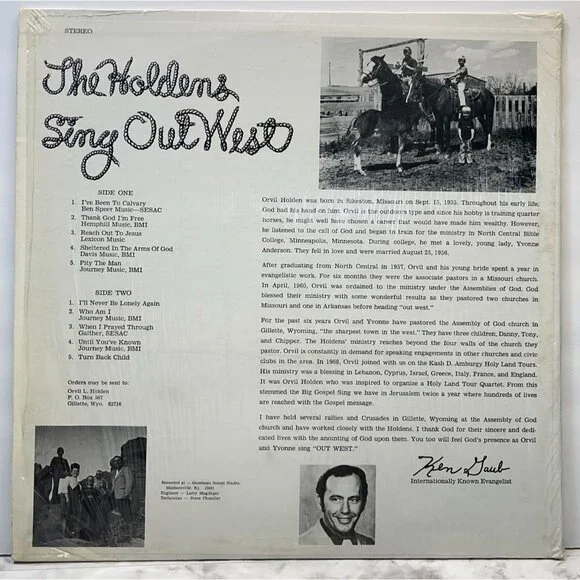 STEREO
The Holdens
Sing Out West
SIDE ONE
1. I've Been To Calvary
Ben Speer Music—SESAC
2. Thank God I'm Free
Hemphill Music, BMI
3. Reach Out To Jesus
Lexicon Music
4. Sheltered In The Arms Of God
Davis Music, BMI
5. Pity The Man
Journey Music, BMI
SIDE TWO
1. I'll Never Be Lonely Again
2. Who Am I
Journey Music, BMI
3. When I Prayed Through
Gaither, SESAC
4. Until You've Known
Journey Music, BMI
5. Turn Back Child
Orders may be sent to:
Orvil L. Holden
P. O. Box 567
Gillette, Wyo. 82716
Orvil Holden was born in Sikeston, Missouri on Sept. 15, 1935. Throughout his early life,
God had his hand on him. Orvil is the outdoors type and since his hobby is training quarter
horses, he might well have chosen a career that would have made him wealthy. However,
he listened to the call of God and began to train for the ministry in North Central Bible
College, Minneapolis, Minnesota. During college, he met a lovely, young lady, Yvonne
Anderson. They fell in love and were married August 25, 1956.
After graduating from North Central in 1957, Orvil and his young bride spent a year in
evangelistic work. For six months they were the associate pastors in a Missouri church.
In April, 1960, Orvil was ordained to the ministry under the Assemblies of God. God
blessed their ministry with some wonderful results as they pastored two churches in
Missouri and one in Arkansas before heading "out west."
For the past six years Orvil and Yvonne have pastored the Assembly of God church in
Gillette, Wyoming, "the sharpest town in the west." They have three children, Danny, Tony,
and Chipper. The Holdens' ministry reaches beyond the four walls of the church they
pastor. Orvil is constantly in demand for speaking engagements in other churches and civic
clubs in the area. In 1968, Orvil joined with us on the Kash D. Amburgy Holy Land Tours.
His ministry was a blessing in Lebanon, Cyprus, Israel, Greece, Italy, France, and England.
It was Orvil Holden who was inspired to organize a Holy Land Tour Quartet. From this
stemmed the Big Gospel Sing we have in Jerusalem twice a year where hundreds of lives
are reached with the Gospel message.
I have held several rallies and Crusades in Gillette, Wyoming at the Assembly of God
church and have worked closely with the Holdens. I thank God for their sincere and dedi-
cated lives with the anointing of God upon them. You too will feel God's presence as Orvil
and Yvonne sing "OUT WEST."
Ken Gaub
Internationally Known Evangelist
Recorded at — Goodman Sound Studio,
Madisonville, Ky. 42431
Engineer — Larry
Technician — Steve Chandler